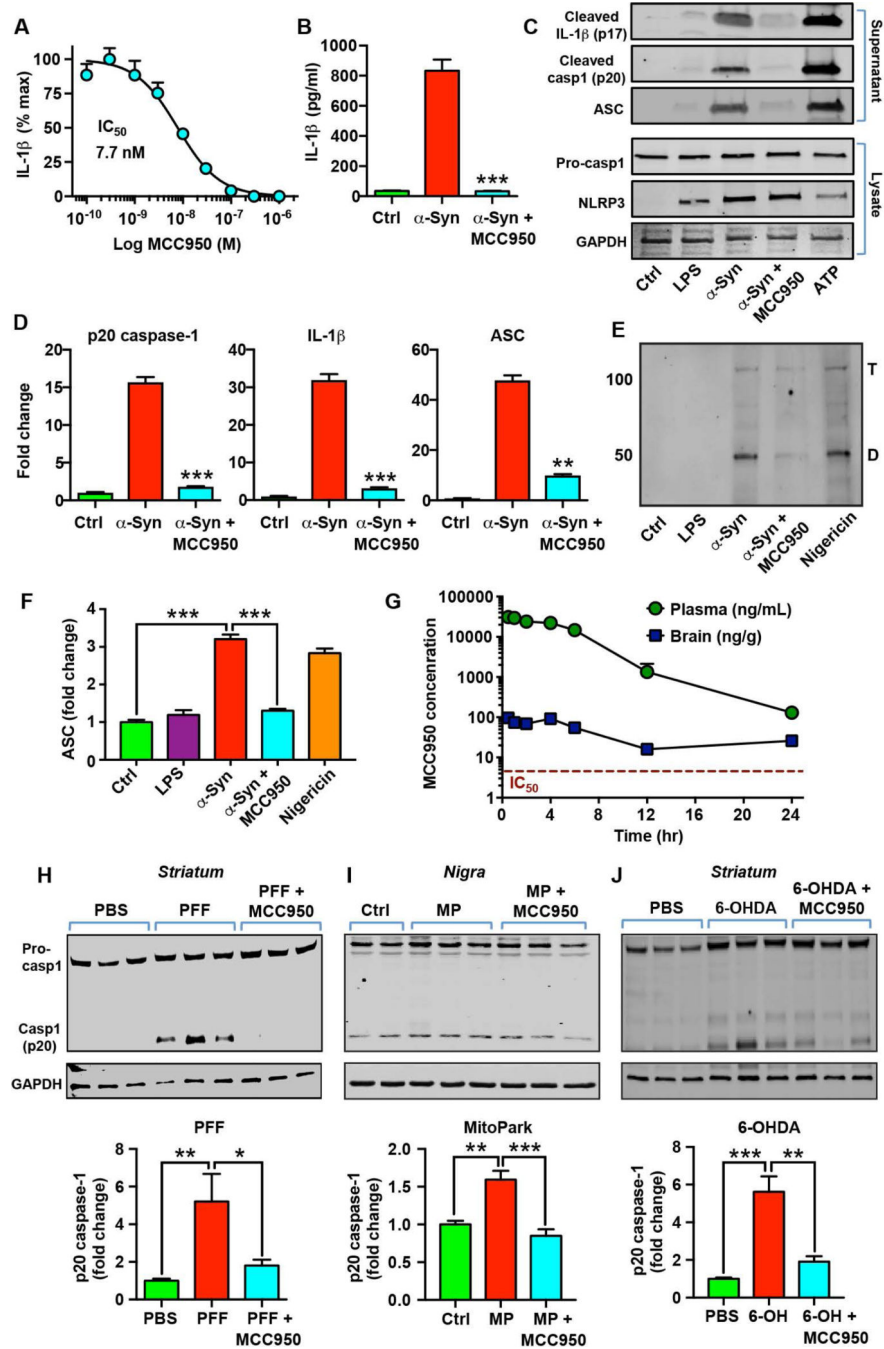 A
IL-1β (% max)
125
100
75
50
25
0
IC50
7.7 nM
10-10 10-9 10-8 10-7 10-6
Log MCC950 (M)
B
IL-1β (pg/ml)
1000
800
600
400
200
0
***
Ctrl α-Syn α-Syn + MCC950
C
Cleaved
IL-1β (p17)
Cleaved
casp1 (p20)
ASC
Supernatant
Pro-casp1
NLRP3
GAPDH
Lysate
Ctrl LPS α-Syn α-Syn + MCC950 ATP
D
p20 caspase-1
Fold change
20
15
10
5
0
***
Ctrl α-Syn α-Syn + MCC950
IL-1β
40
30
20
10
0
***
Ctrl α-Syn α-Syn + MCC950
ASC
60
40
20
0
**
Ctrl α-Syn α-Syn + MCC950
E
100
50
T
D
Ctrl LPS α-Syn α-Syn + MCC950 Nigericin
F
ASC (fold change)
4
3
2
1
0
*** ***
Ctrl LPS α-Syn α-Syn + MCC950 Nigericin
G
MCC950 concenration
100000
10000
1000
100
10
1
Plasma (ng/mL)
Brain (ng/g)
IC50
0 4 8 12 16 20 24
Time (hr)
H
Striatum
PBS PFF PFF + MCC950
Pro-
casp1
Casp1
(p20)
GAPDH
PFF
p20 caspase-1
(fold change)
8
6
4
2
0
** *
PBS PFF PFF + MCC950
I
Nigra
Ctrl MP MP + MCC950
MitoPark
p20 caspase-1
(fold change)
2.0
1.5
1.0
0.5
0.0
** ***
Ctrl MP MP + MCC950
J
Striatum
PBS 6-OHDA 6-OHDA + MCC950
6-OHDA
p20 caspase-1
(fold change)
8
6
4
2
0
*** **
PBS 6-OH 6-OH + MCC950